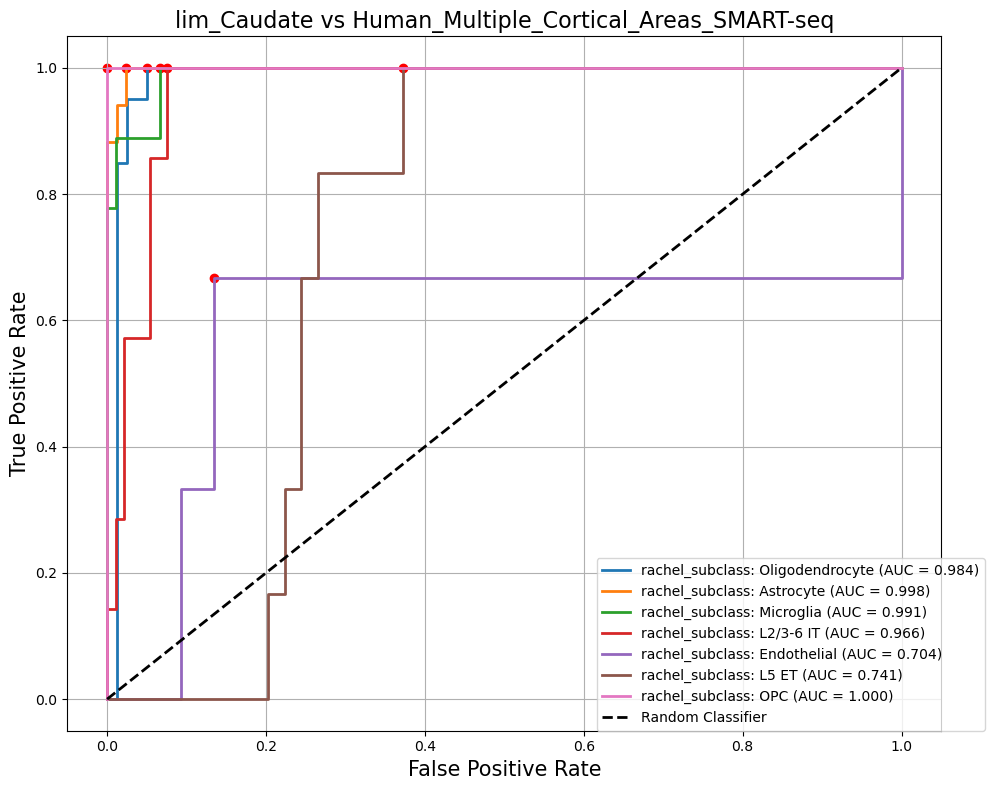 lim_Caudate vs Human_Multiple_Cortical_Areas_SMART-seq
True Positive Rate
1.0
0.8
0.6
0.4
0.2
0.0
rachel_subclass: Oligodendrocyte (AUC = 0.984)
rachel_subclass: Astrocyte (AUC = 0.998)
rachel_subclass: Microglia (AUC = 0.991)
rachel_subclass: L2/3-6 IT (AUC = 0.966)
rachel_subclass: Endothelial (AUC = 0.704)
rachel_subclass: L5 ET (AUC = 0.741)
rachel_subclass: OPC (AUC = 1.000)
Random Classifier
0.0 0.2 0.4 0.6 0.8 1.0
False Positive Rate